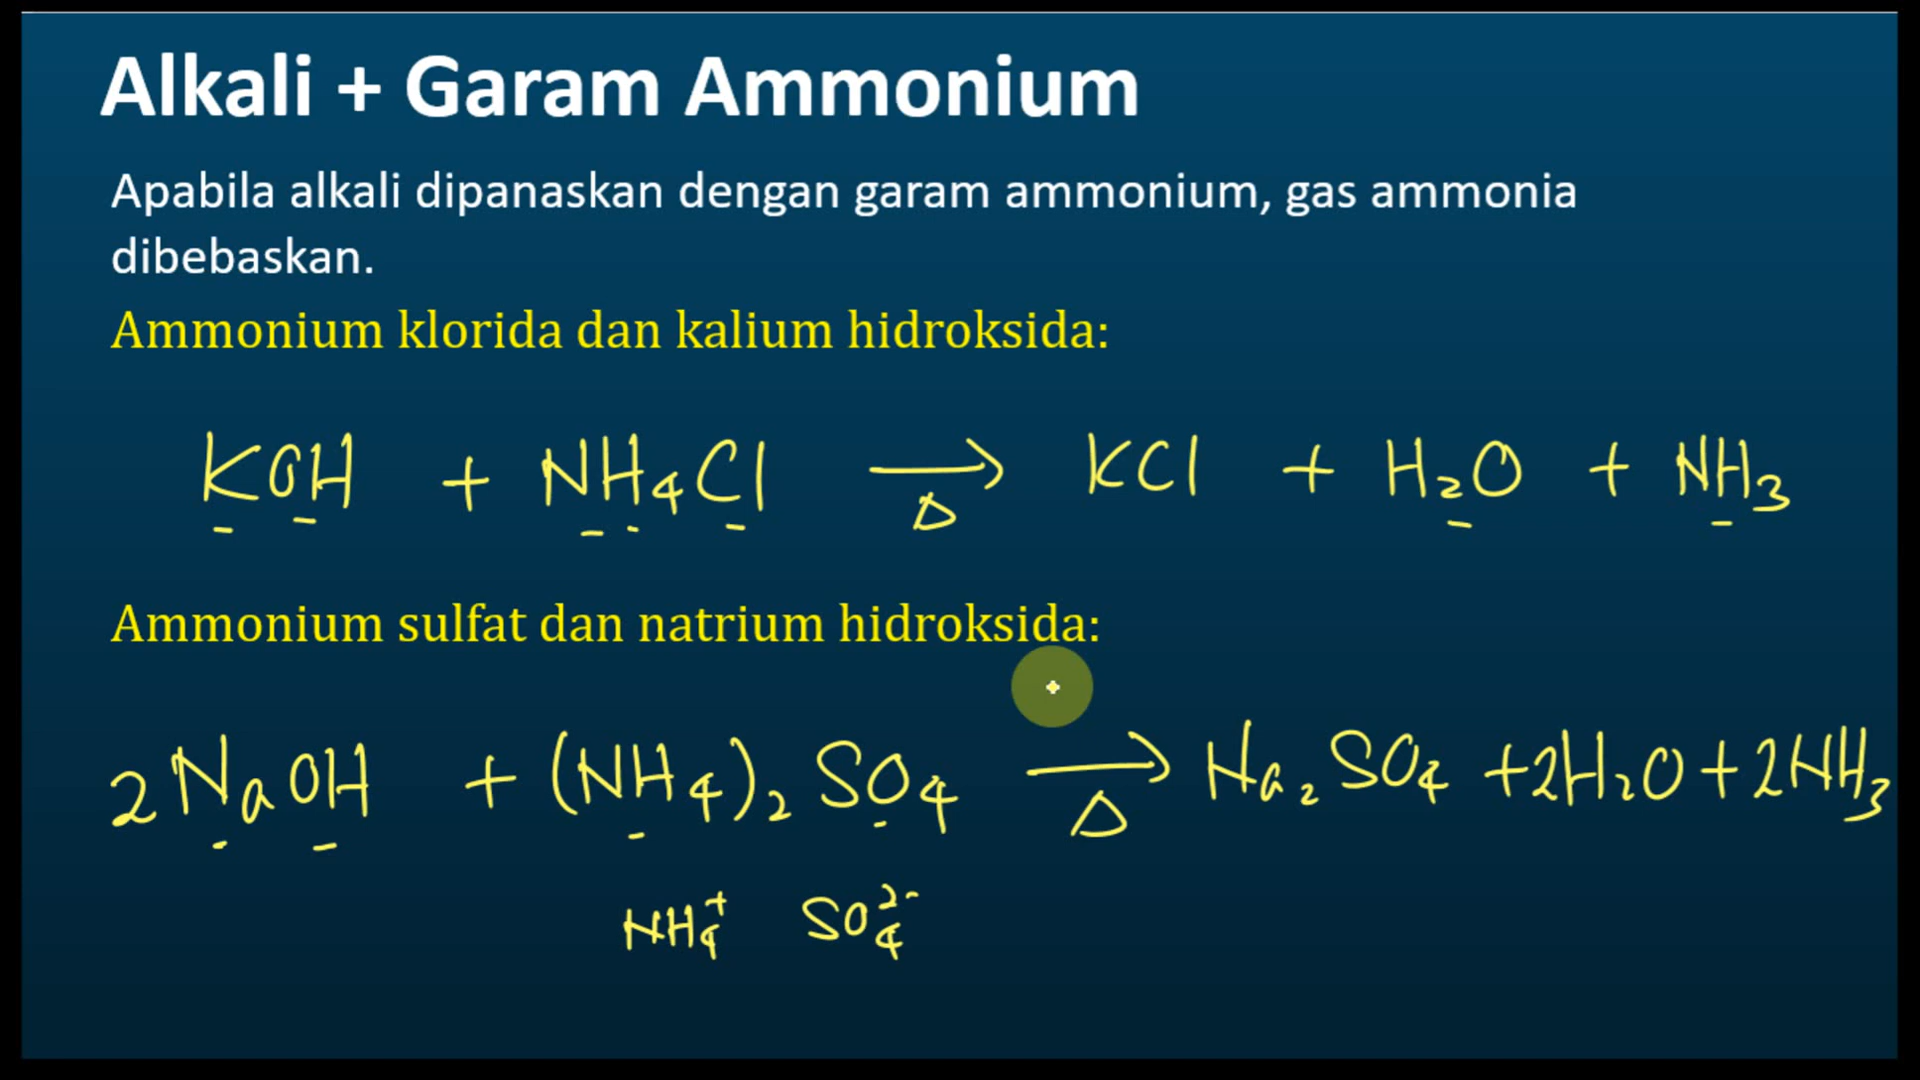 Alkali + Garam Ammonium
Apabila alkali dipanaskan dengan garam ammonium, gas ammonia
dibebaskan.
Ammonium klorida dan kalium hidroksida:
KOH + NH₄Cl →Δ KCl + H₂O + NH₃
Ammonium sulfat dan natrium hidroksida:
2NaOH + (NH₄)₂SO₄ →Δ Na₂SO₄ + 2H₂O + 2NH₃
NH₄⁺ SO₄²⁻